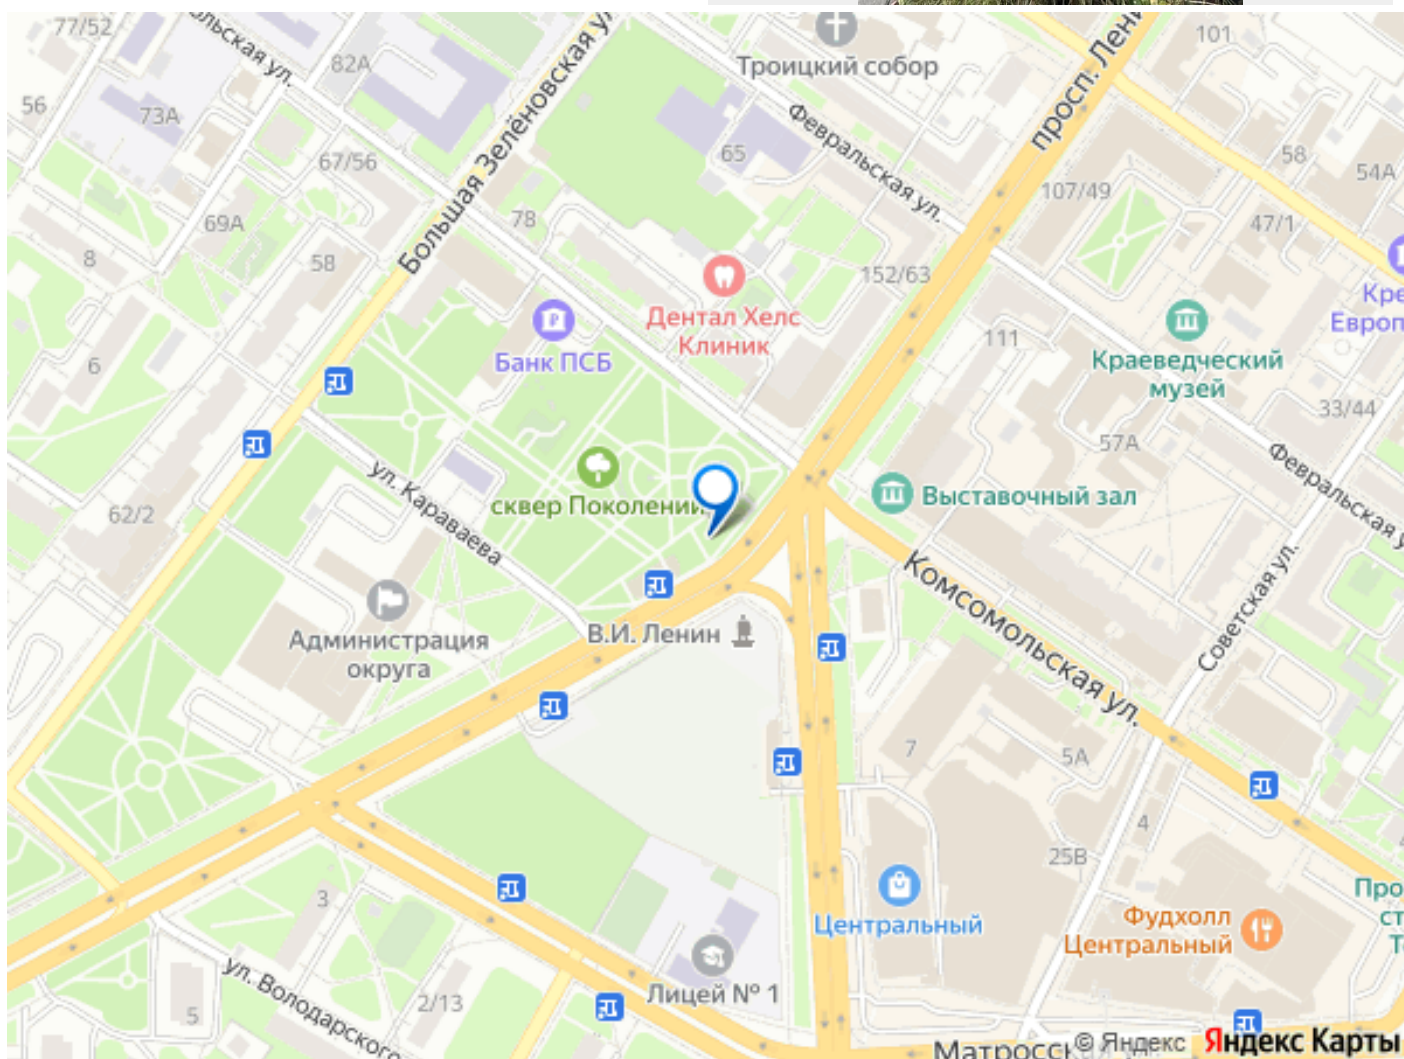 77/52
82А
Троицкий собор
просп. Лени
101
56
73А
67/56
Большая Зелёновская ул
65
Февральская ул.
58
54А
107/49
69А
78
47/1
8
58
152/63
Дентал Хелс
Клиник
Банк ПСБ
111
Кре
Европ
Краеведческий
музей
6
33/44
57А
Февральская у
ул. Караваева
сквер Поколений
Выставочный зал
62/2
Комсомольская ул.
Советская ул.
Администрация
округа
В.И. Ленин
7
5А
4
25В
3
Центральный
Фудхолл
Центральный
Про
ст
Т
ул. Володарского
2/13
5
Лицей № 1
Матросск
© Яндекс Яндекс Карты